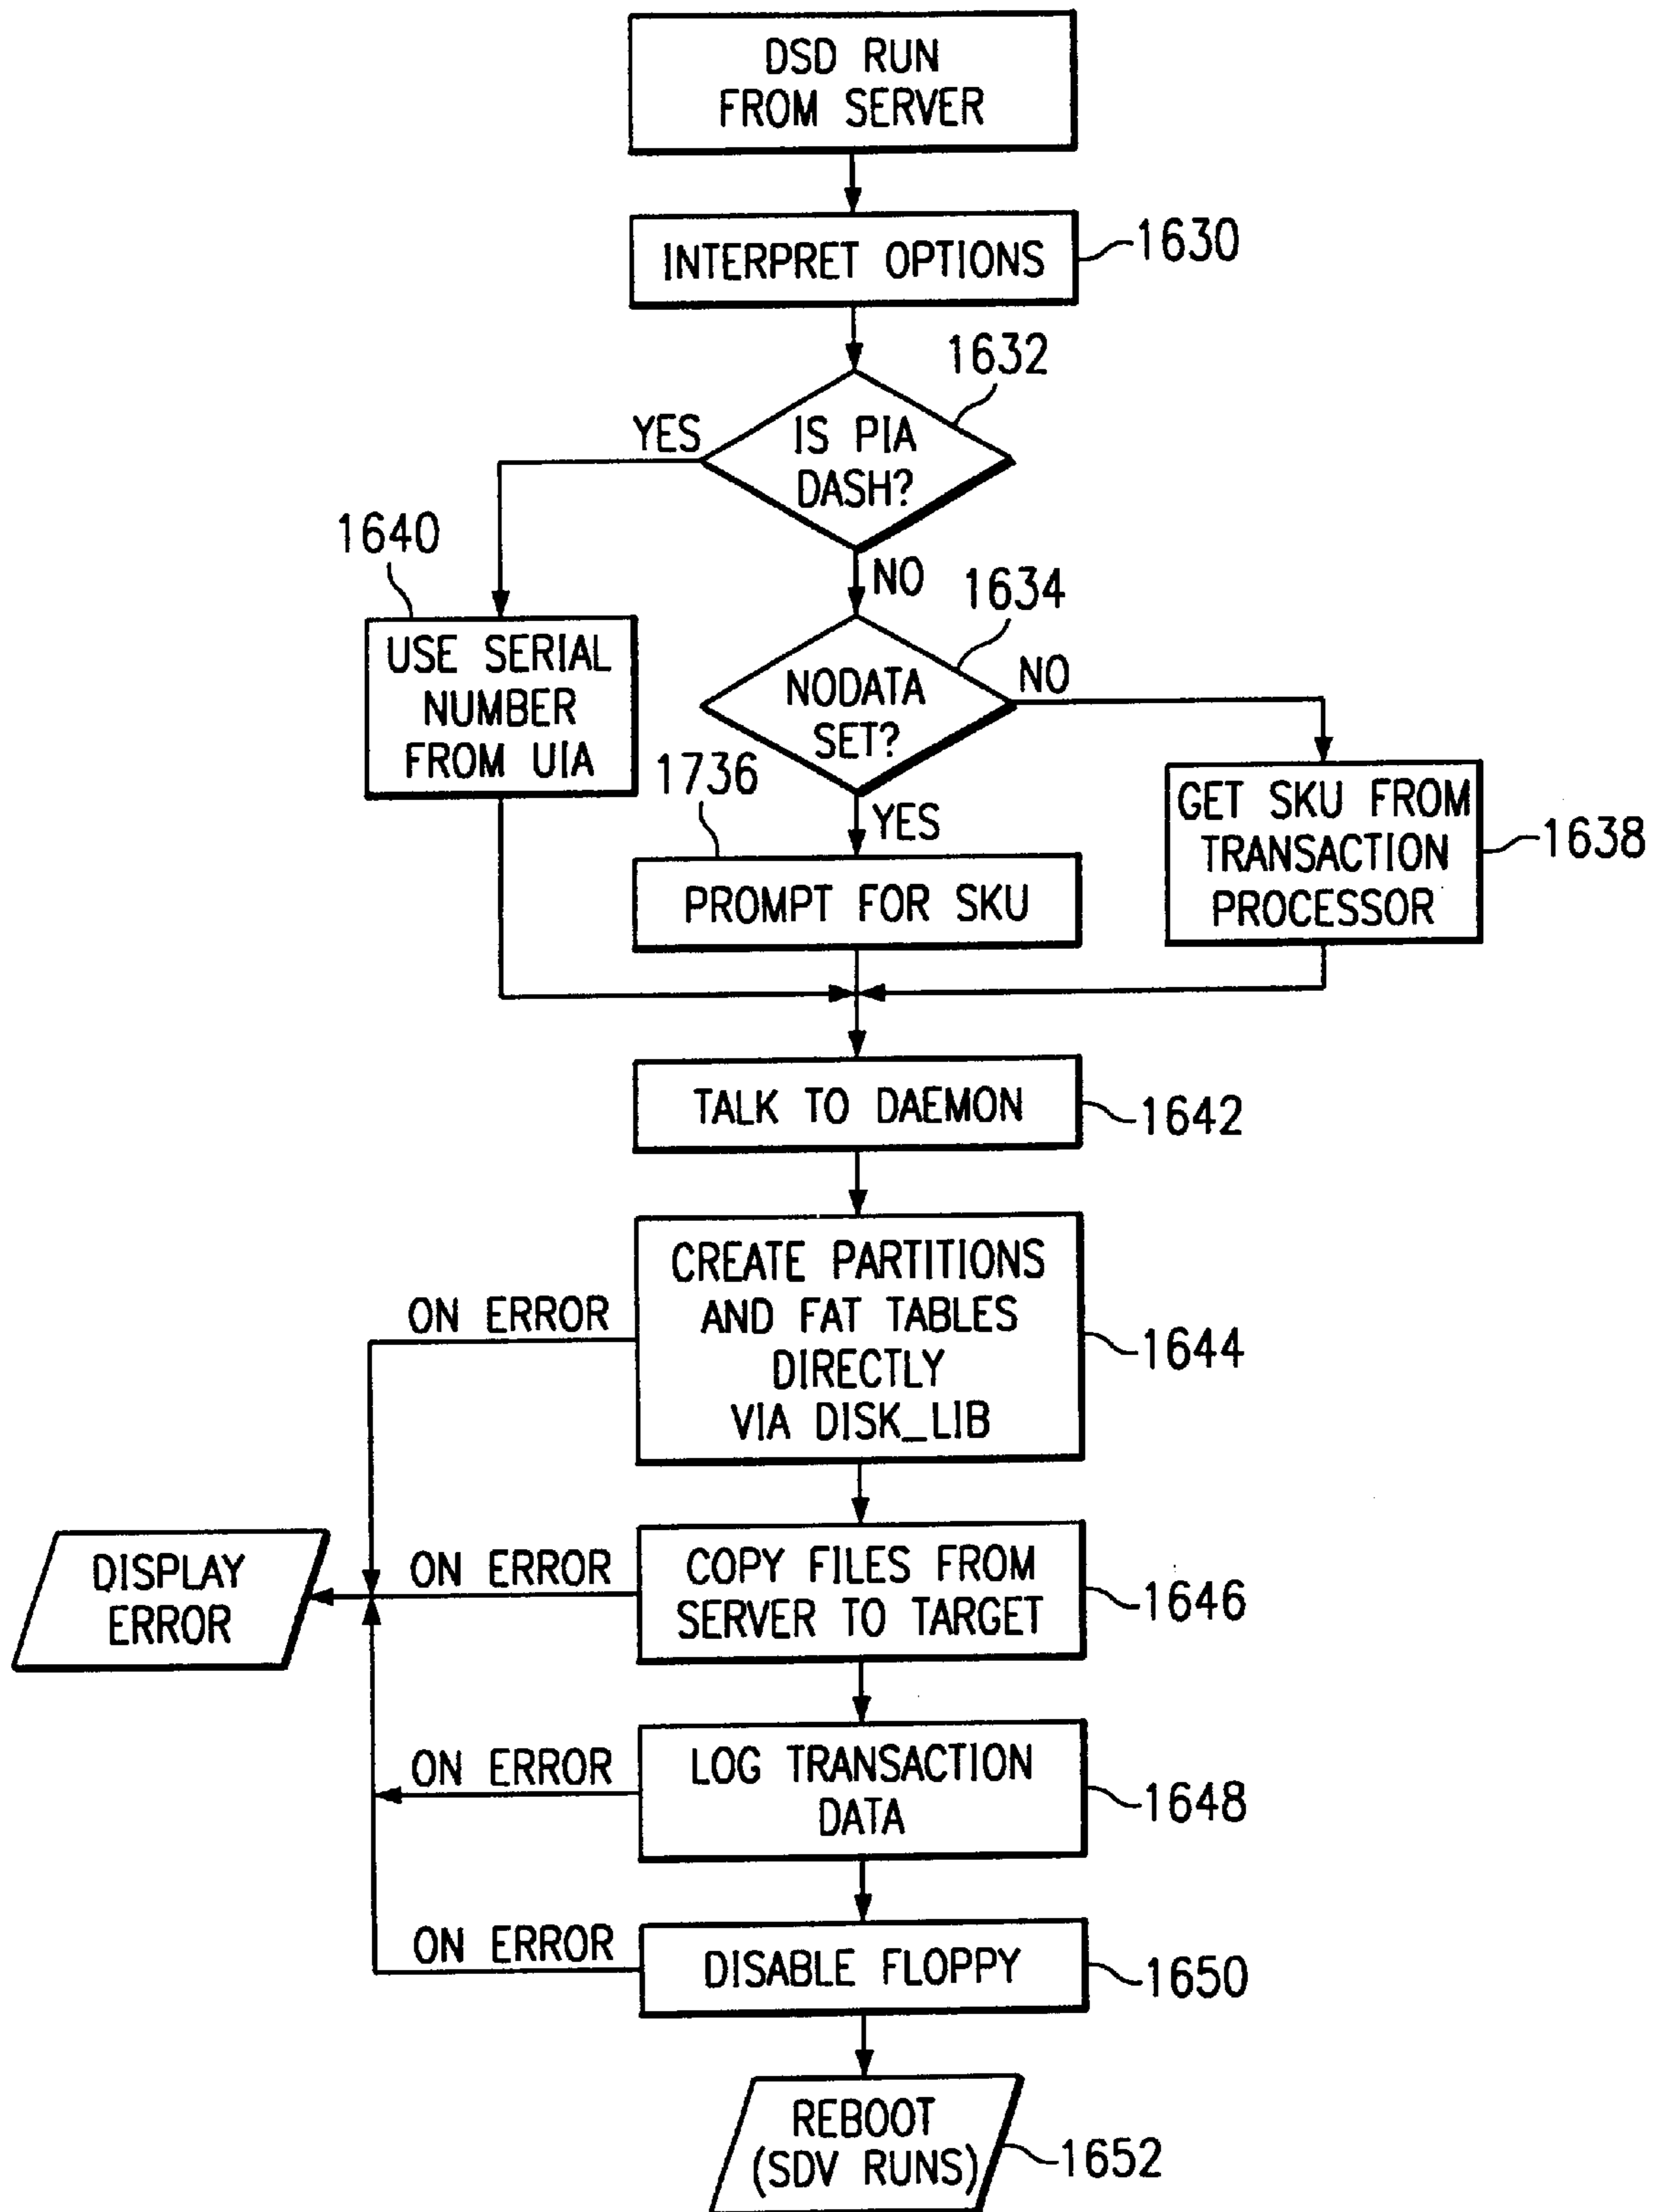 DSD RUN
FROM SERVER
INTERPRET OPTIONS
1630
1632
YES
IS PIA
DASH?
1640
NO
1634
USE SERIAL
NUMBER
FROM UIA
NODATA
SET?
NO
1736
YES
GET SKU FROM
TRANSACTION
PROCESSOR
1638
PROMPT FOR SKU
TALK TO DAEMON
1642
CREATE PARTITIONS
AND FAT TABLES
DIRECTLY
VIA DISK_LIB
1644
ON ERROR
DISPLAY
ERROR
ON ERROR
COPY FILES FROM
SERVER TO TARGET
1646
ON ERROR
LOG TRANSACTION
DATA
1648
ON ERROR
DISABLE FLOPPY
1650
REBOOT
(SDV RUNS)
1652